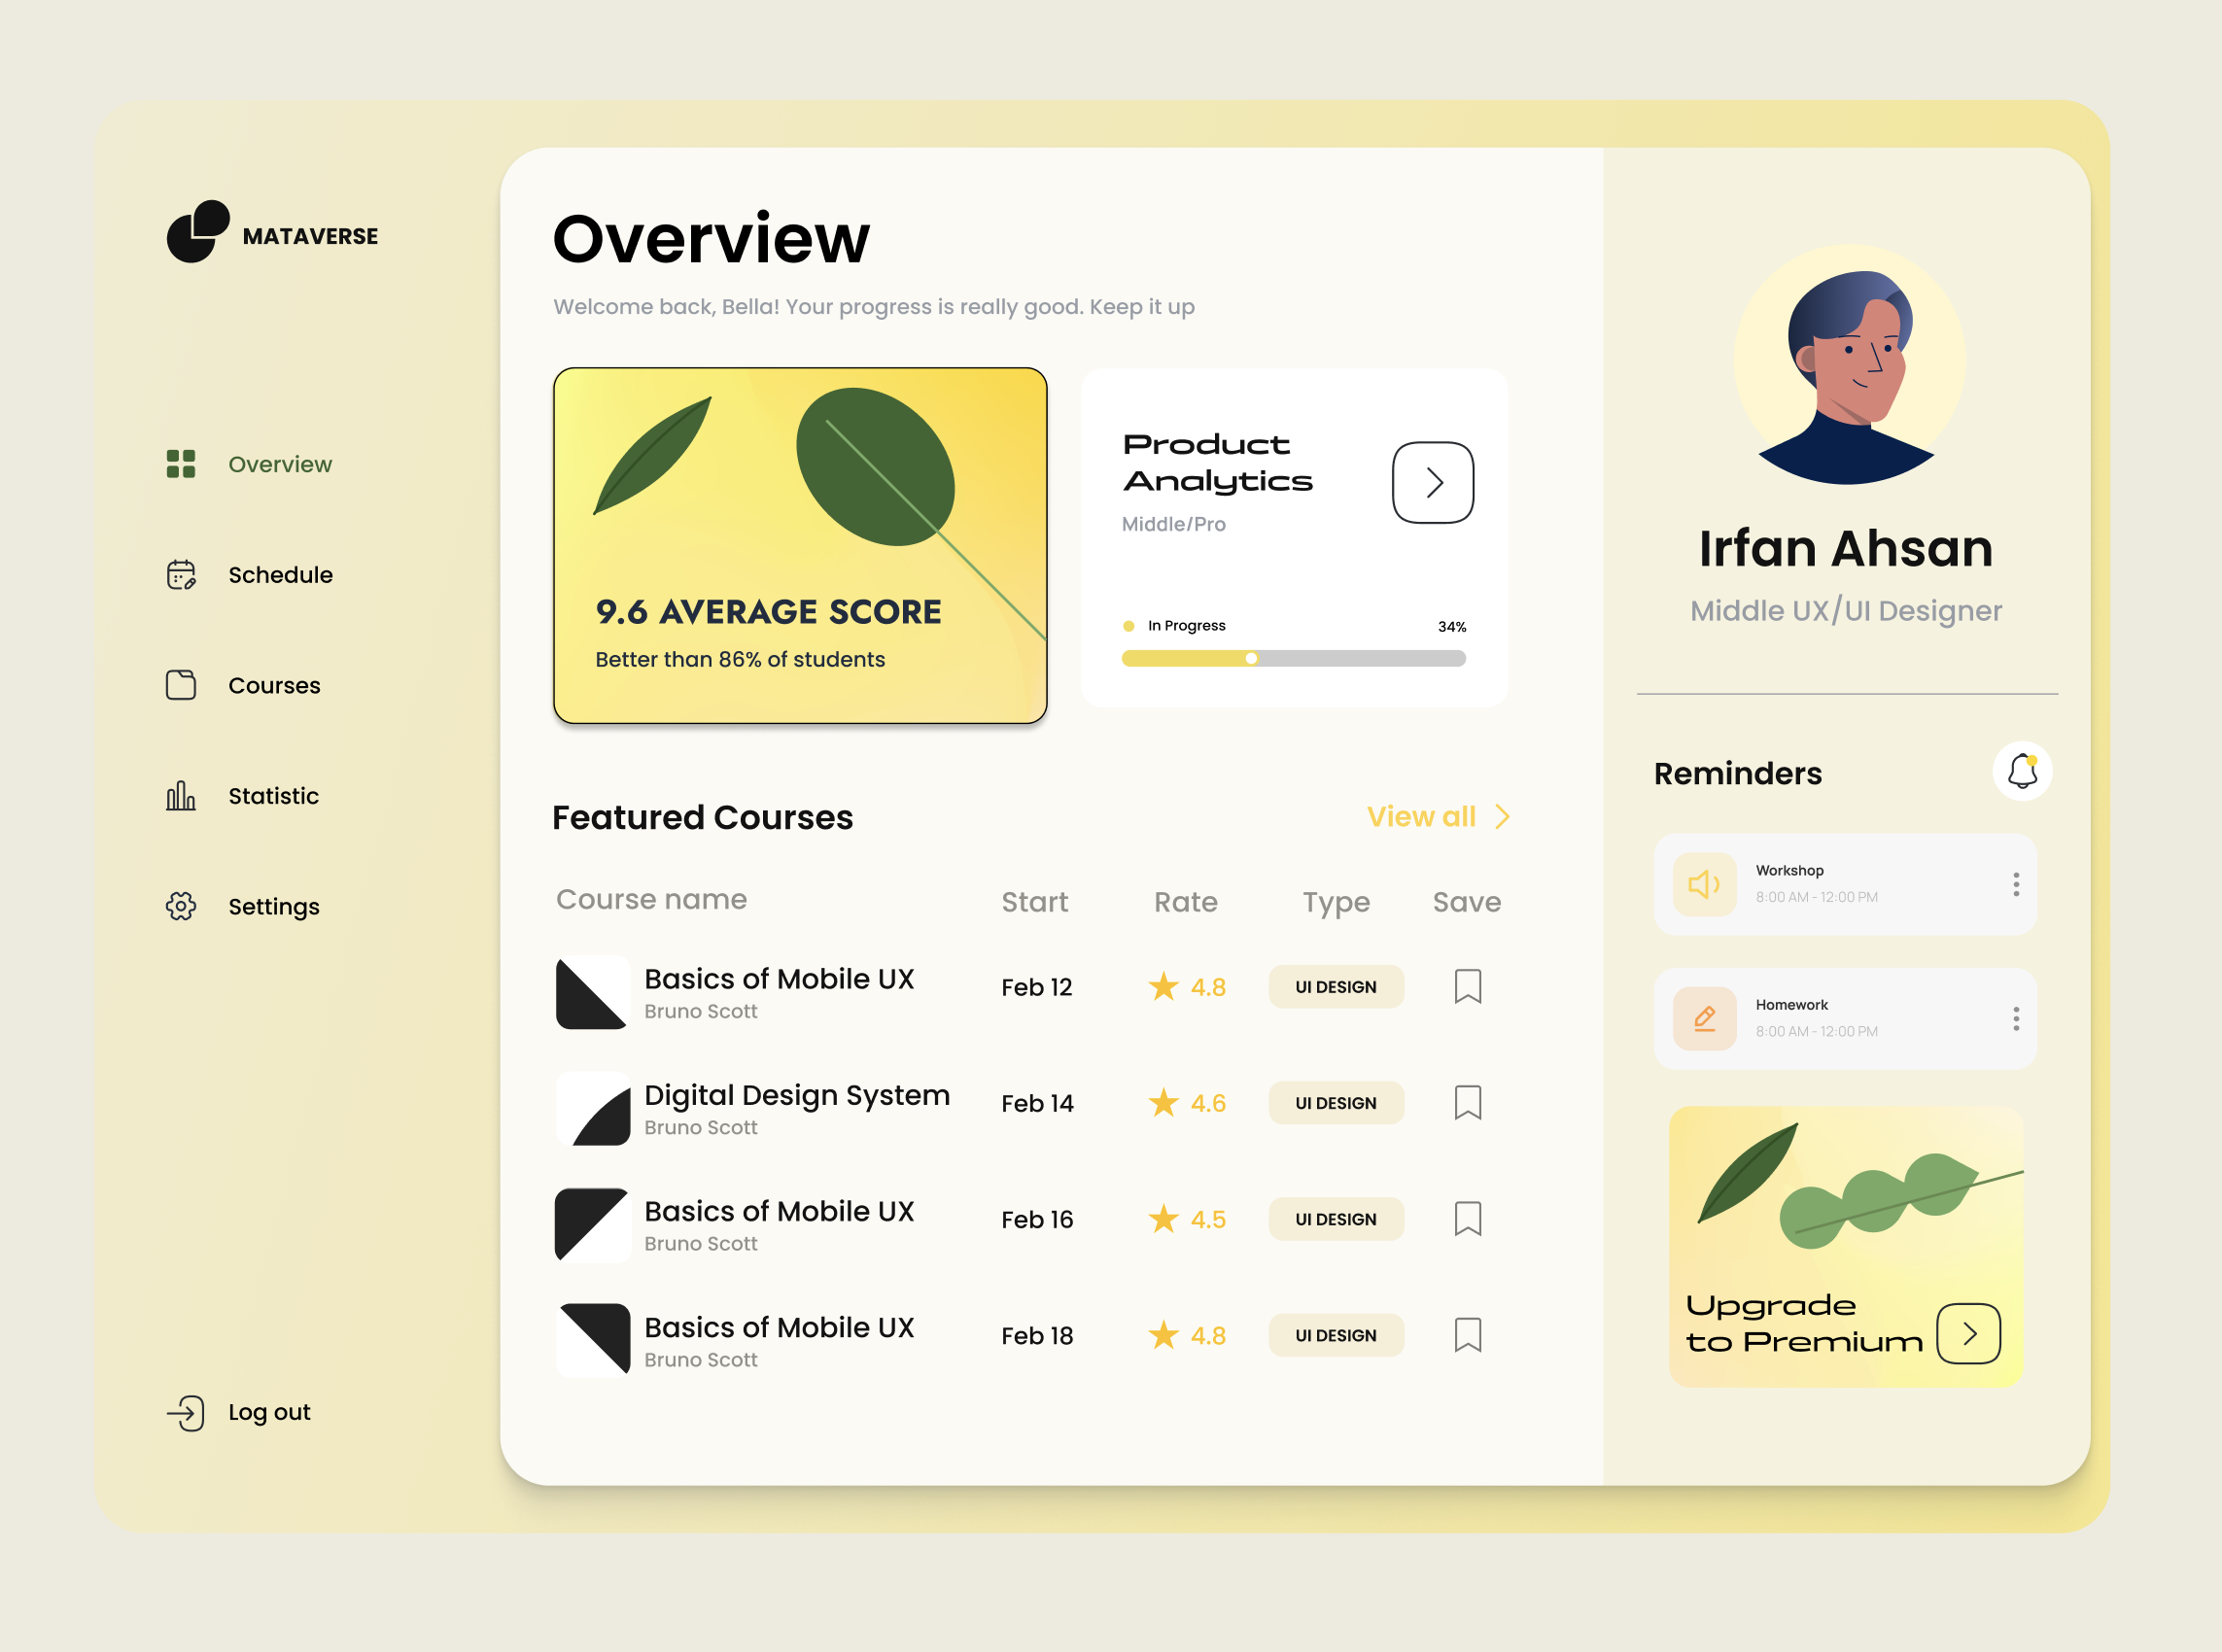 MATAVERSE
Overview
Schedule
Courses
Statistic
Settings
Log out
Overview
Welcome back, Bella! Your progress is really good. Keep it up
9.6 AVERAGE SCORE
Better than 86% of students
Product
Analytics
Middle/Pro
In Progress 34%
Featured Courses View all
Course name Start Rate Type Save
Basics of Mobile UX
Bruno Scott
Feb 12 4.8 UI DESIGN
Digital Design System
Bruno Scott
Feb 14 4.6 UI DESIGN
Basics of Mobile UX
Bruno Scott
Feb 16 4.5 UI DESIGN
Basics of Mobile UX
Bruno Scott
Feb 18 4.8 UI DESIGN
Irfan Ahsan
Middle UX/UI Designer
Reminders
Workshop
8:00 AM - 12:00 PM
Homework
8:00 AM - 12:00 PM
Upgrade
to Premium